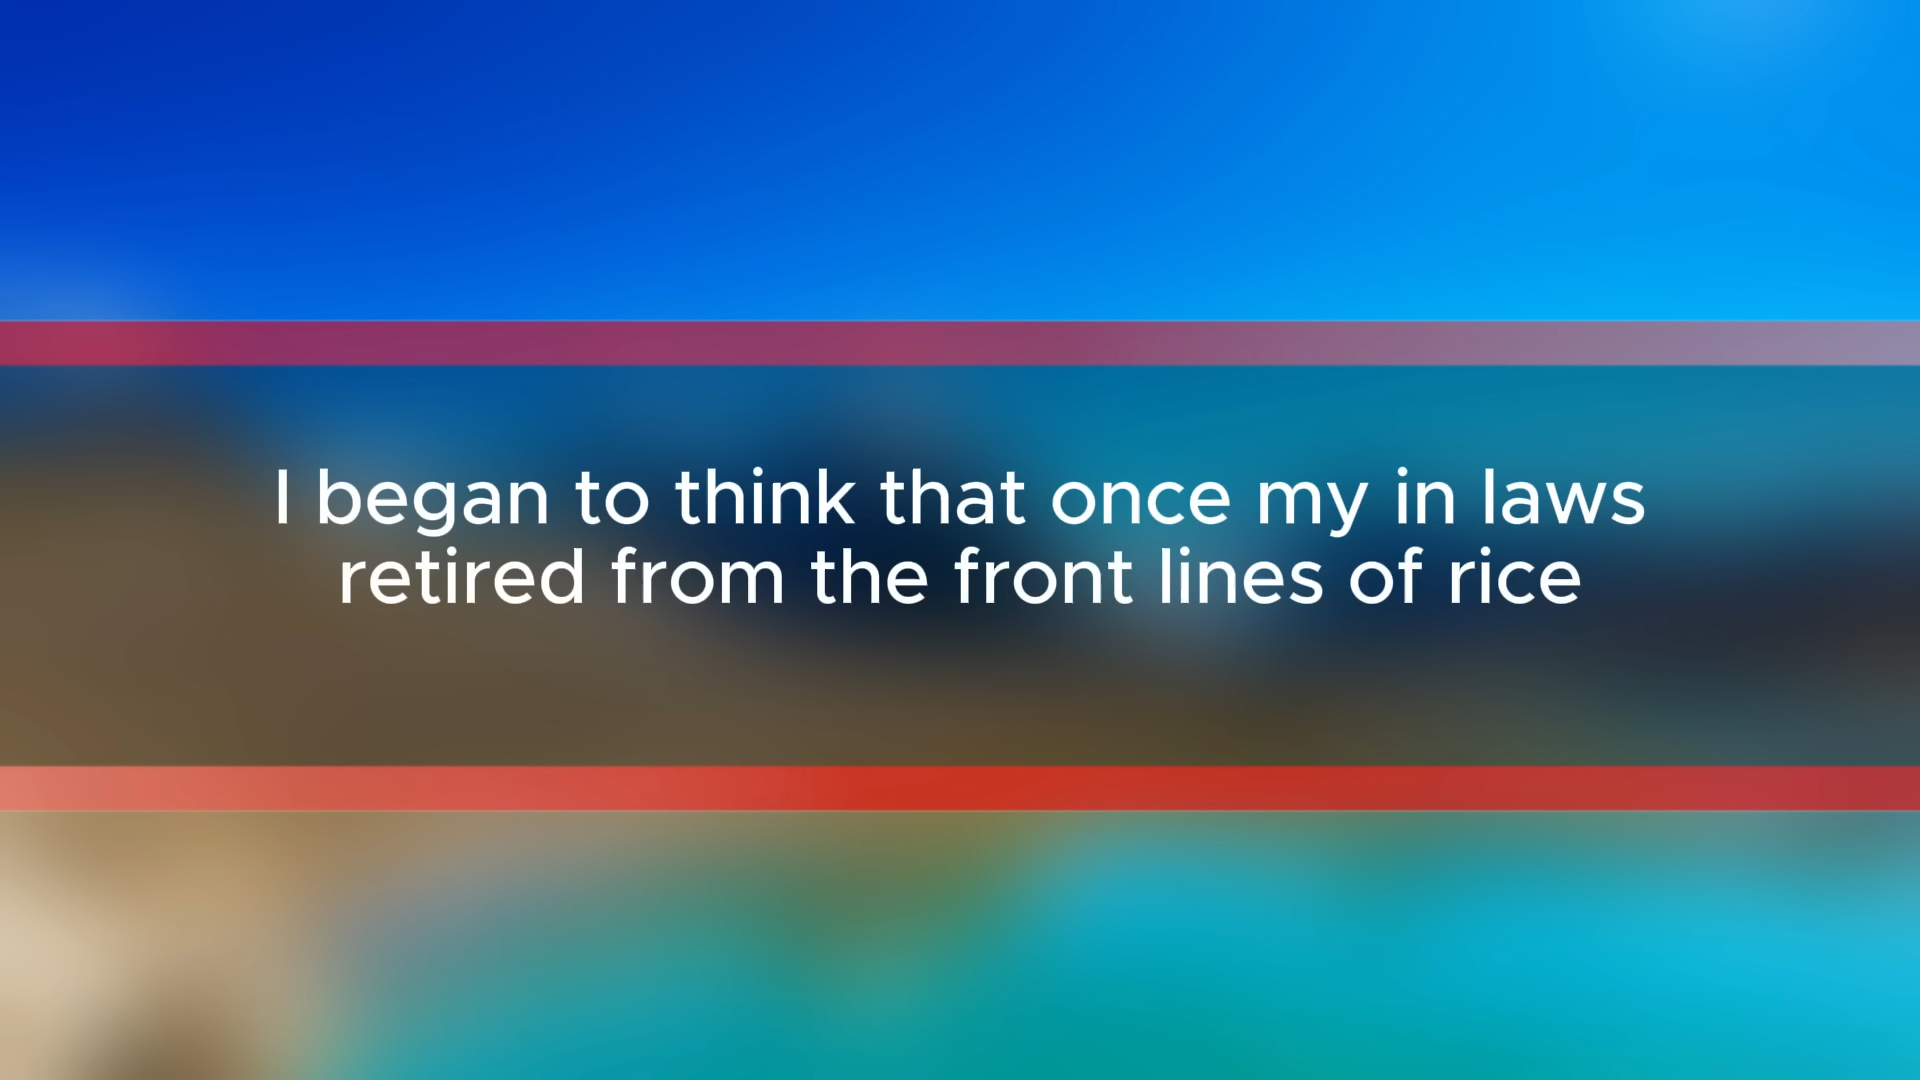 I began to think that once my in laws
retired from the front lines of rice